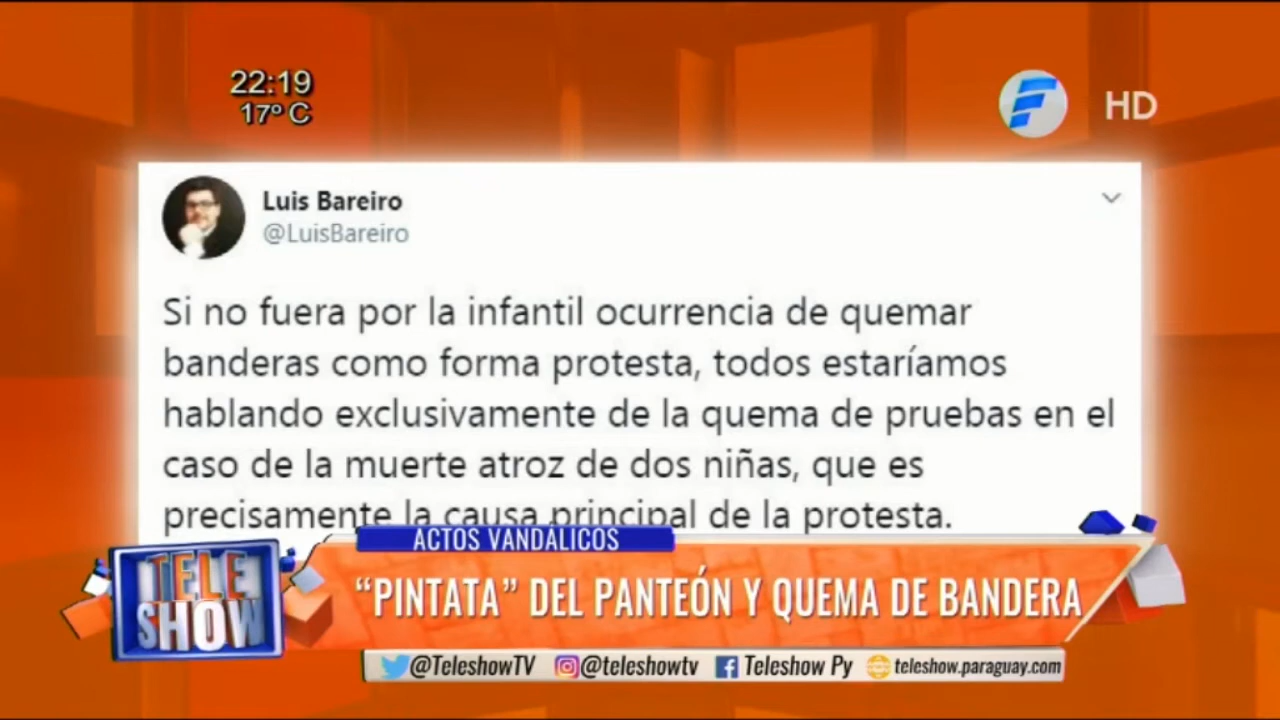 22:19
17º C
HD
Luis Bareiro
@LuisBareiro
Si no fuera por la infantil ocurrencia de quemar
banderas como forma protesta, todos estaríamos
hablando exclusivamente de la quema de pruebas en el
caso de la muerte atroz de dos niñas, que es
precisamente la causa principal de la protesta.
ACTOS VANDÁLICOS
TELE
SHOW
“PINTATA” DEL PANTEÓN Y QUEMA DE BANDERA
@TeleshowTV @teleshowtv Teleshow Py teleshow.paraguay.com